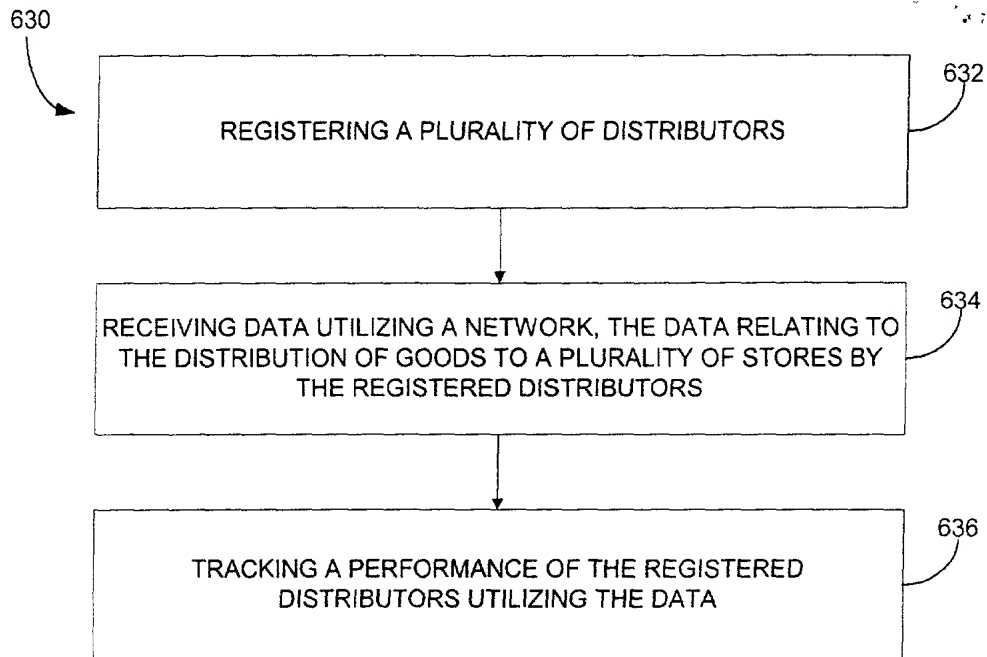 630
632
REGISTERING A PLURALITY OF DISTRIBUTORS
634
RECEIVING DATA UTILIZING A NETWORK, THE DATA RELATING TO
THE DISTRIBUTION OF GOODS TO A PLURALITY OF STORES BY
THE REGISTERED DISTRIBUTORS
636
TRACKING A PERFORMANCE OF THE REGISTERED
DISTRIBUTORS UTILIZING THE DATA